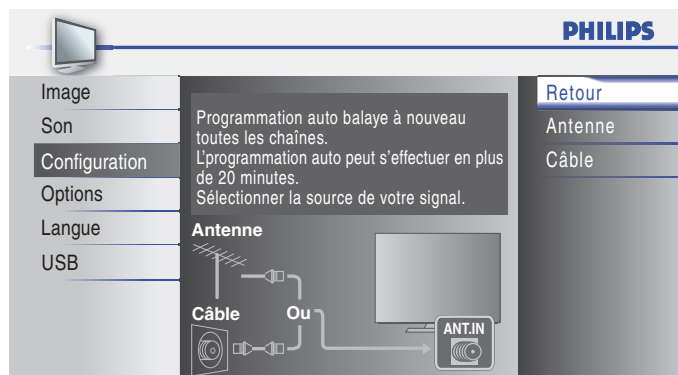 PHILIPS
Image
Son
Configuration
Options
Langue
USB
Programmation auto balaye à nouveau
toutes les chaînes.
L'programmation auto peut s'effectuer en plus
de 20 minutes.
Sélectionner la source de votre signal.
Antenne
Câble
Ou
ANT.IN
Retour
Antenne
Câble